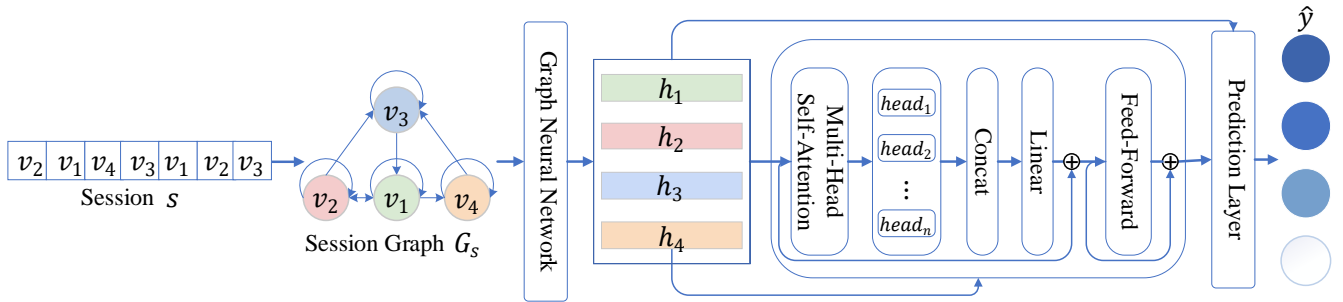 v₂ v₁ v₄ v₃ v₁ v₂ v₃
Session s
v₃
v₂ v₁ v₄
Session Graph Gₛ
Graph Neural Network
h₁
h₂
h₃
h₄
Multi-Head
Self-Attention
head₁
head₂
...
headₙ
Concat
Linear
⊕
Feed-Forward
⊕
Prediction Layer
ŷ